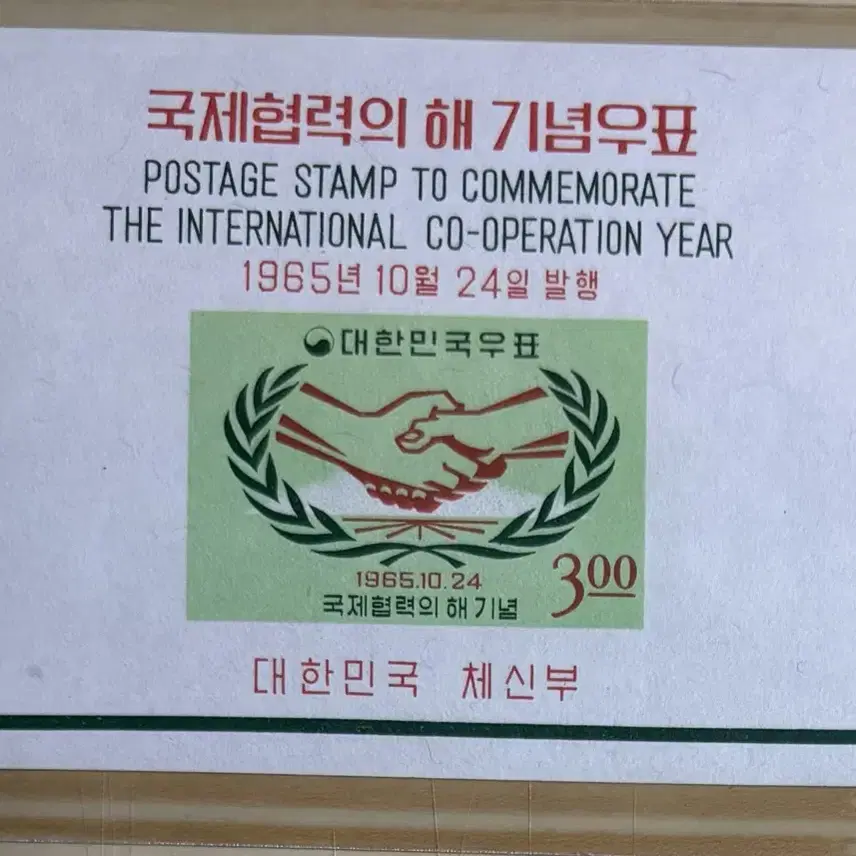 국제협력의 해 기념우표
POSTAGE STAMP TO COMMEMORATE
THE INTERNATIONAL CO-OPERATION YEAR
1965년 10월 24일 발행
대한민국우표
1965.10.24
국제협력의 해 기념
300
대한민국 체신부